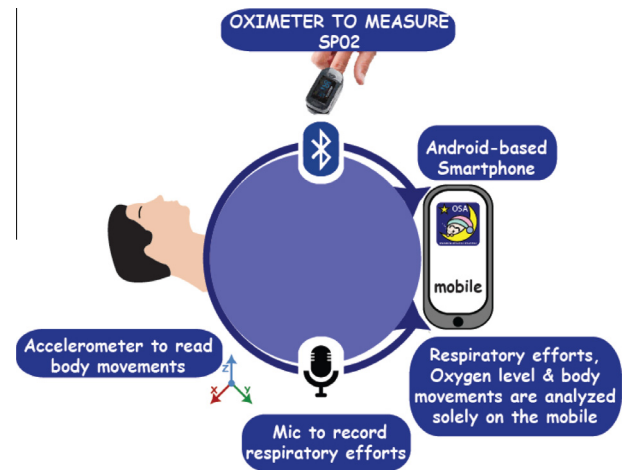 OXIMETER TO MEASURE
SP02
Android-based
Smartphone
OSA
mobile
Accelerometer to read
body movements
Z
X
Y
Respiratory efforts,
Oxygen level & body
movements are analyzed
solely on the mobile
Mic to record
respiratory efforts